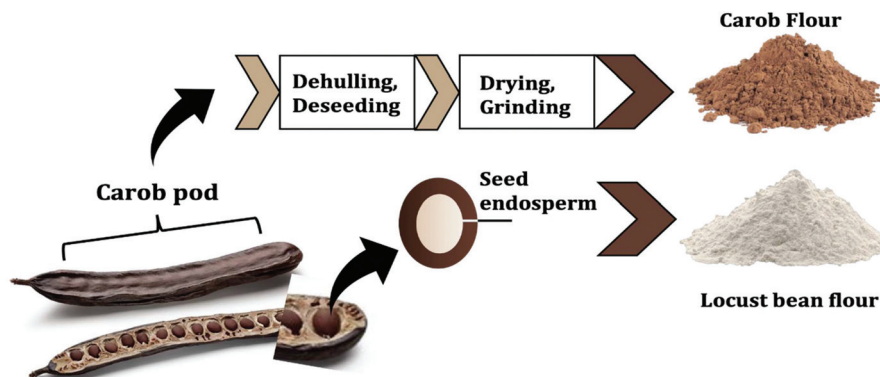 Carob Flour
Dehulling,
Deseeding
Drying,
Grinding
Carob pod
Seed
endosperm
Locust bean flour